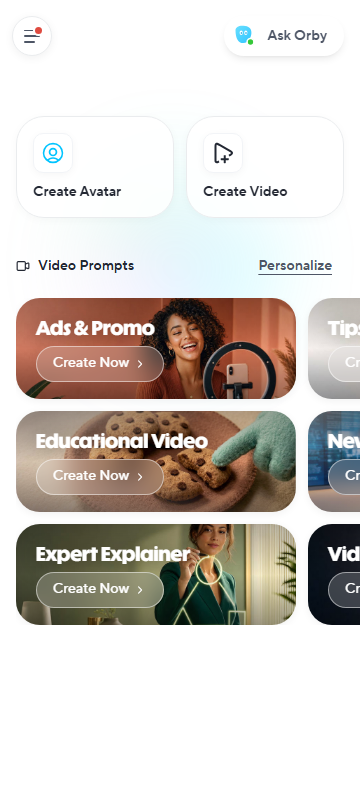 Ask Orby
Create Avatar
Create Video
Video Prompts
Personalize
Ads & Promo
Create Now
Tips
Educational Video
Create Now
Expert Explainer
Create Now